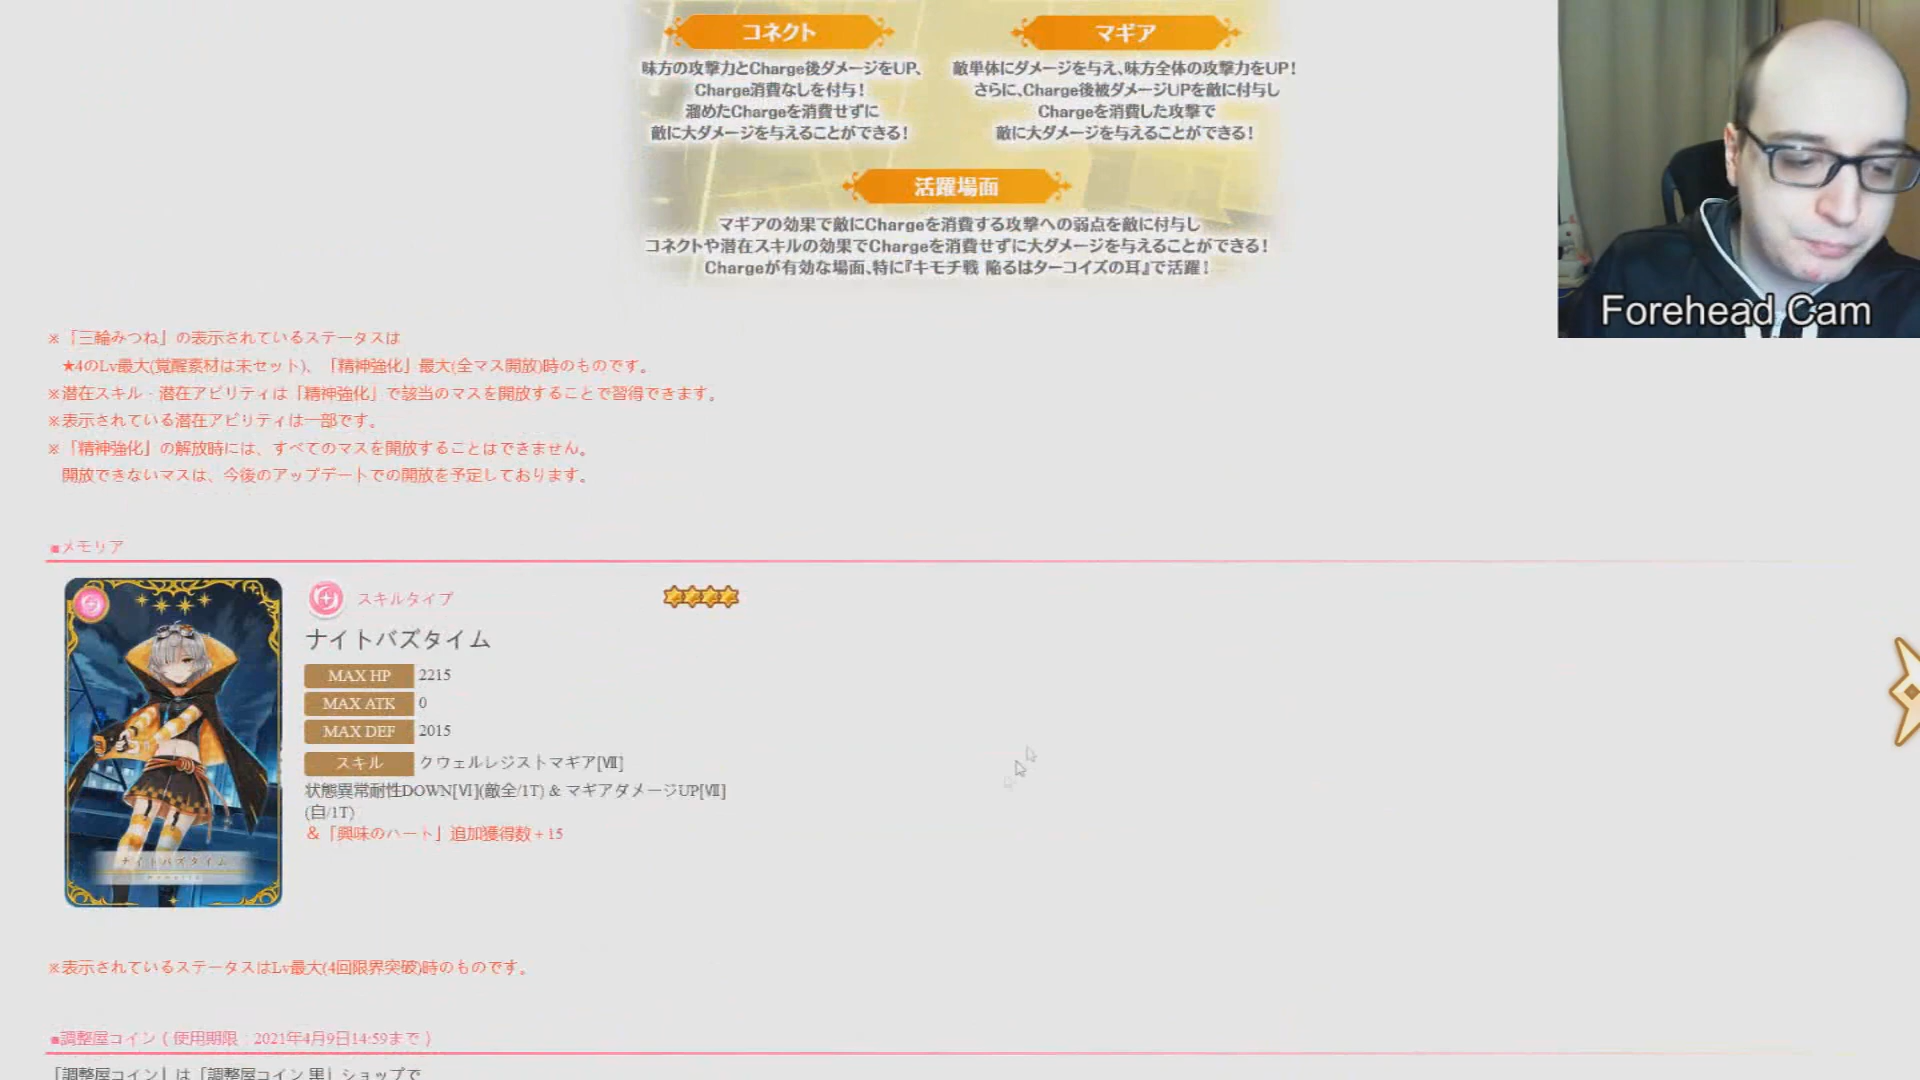 コネクト
味方の攻撃力とCharge後ダメージをUP、
Charge消費なしを付与!
溜めたChargeを消費せずに
敵に大ダメージを与えることができる!
マギア
敵単体にダメージを与え、味方全体の攻撃力をUP!
さらに、Charge後被ダメージUPを敵に付与し
Chargeを消費した攻撃で
敵に大ダメージを与えることができる!
活躍場面
マギアの効果で敵にChargeを消費する攻撃への弱点を敵に付与し
コネクトや潜在スキルの効果でChargeを消費せずに大ダメージを与えることができる!
Chargeが有効な場面、特に『キモチ戦 陥るはターコイズの耳』で活躍!
Forehead Cam
※「三輪みつね」の表示されているステータスは
★4のLv最大(覚醒素材は未セット)、「精神強化」最大(全マス開放)時のものです。
※潜在スキル・潜在アビリティは「精神強化」で該当のマスを開放することで習得できます。
※表示されている潜在アビリティは一部です。
※「精神強化」の解放時には、すべてのマスを開放することはできません。
開放できないマスは、今後のアップデートでの開放を予定しております。
■メモリア
スキルタイプ
ナイトバズタイム
MAX HP 2215
MAX ATK 0
MAX DEF 2015
スキル クウェルレジストマギア[Ⅶ]
状態異常耐性DOWN[Ⅵ](敵全/1T) & マギアダメージUP[Ⅶ]
(自/1T)
&「興味のハート」追加獲得数+15
ナイトバズタイム
※表示されているステータスはLv最大(4回限界突破)時のものです。
■調整屋コイン(使用期限:2021年4月9日14:59まで)
「調整屋コイン」は「調整屋コイン 黒」ショップで